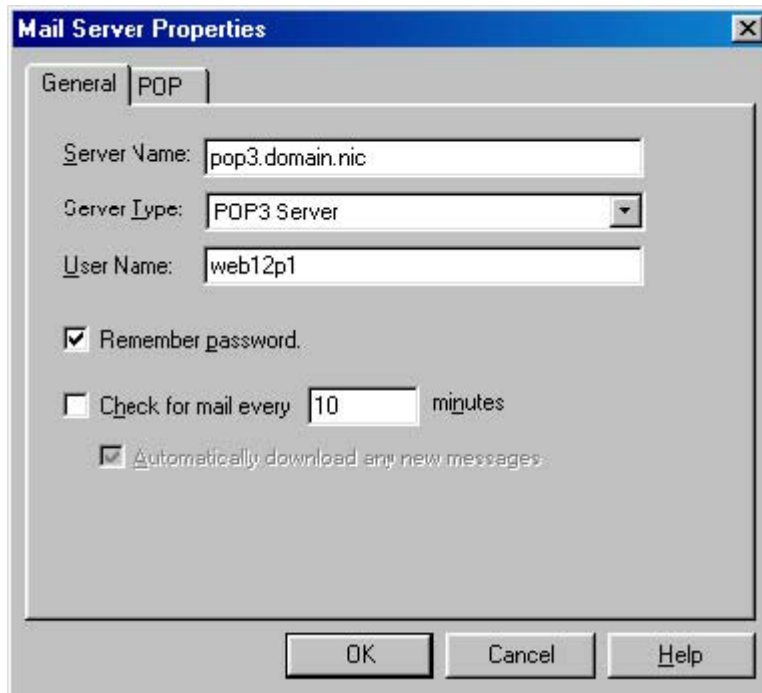 Mail Server Properties
General POP
Server Name: pop3.domain.nic
Server Type: POP3 Server
User Name: web12p1
Remember password.
Check for mail every 10 minutes
Automatically download any new messages
OK Cancel Help